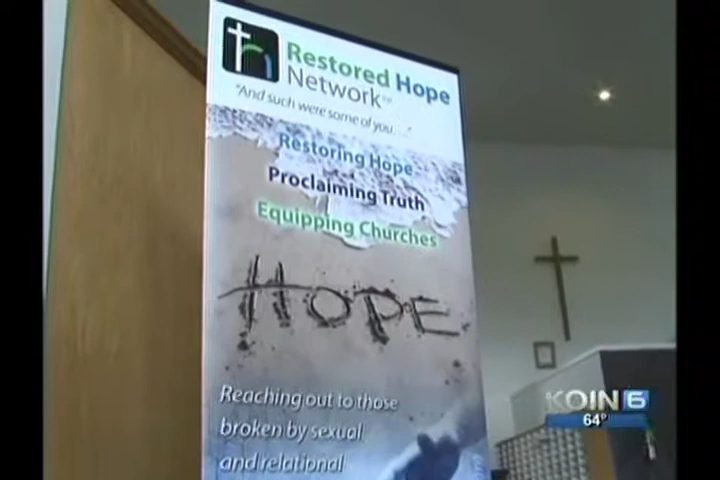 Restored Hope
Network™
"And such were some of you...."
Restoring Hope
Proclaiming Truth
Equipping Churches
HOPE
Reaching out to those
broken by sexual
and relational
KOIN 6
64°